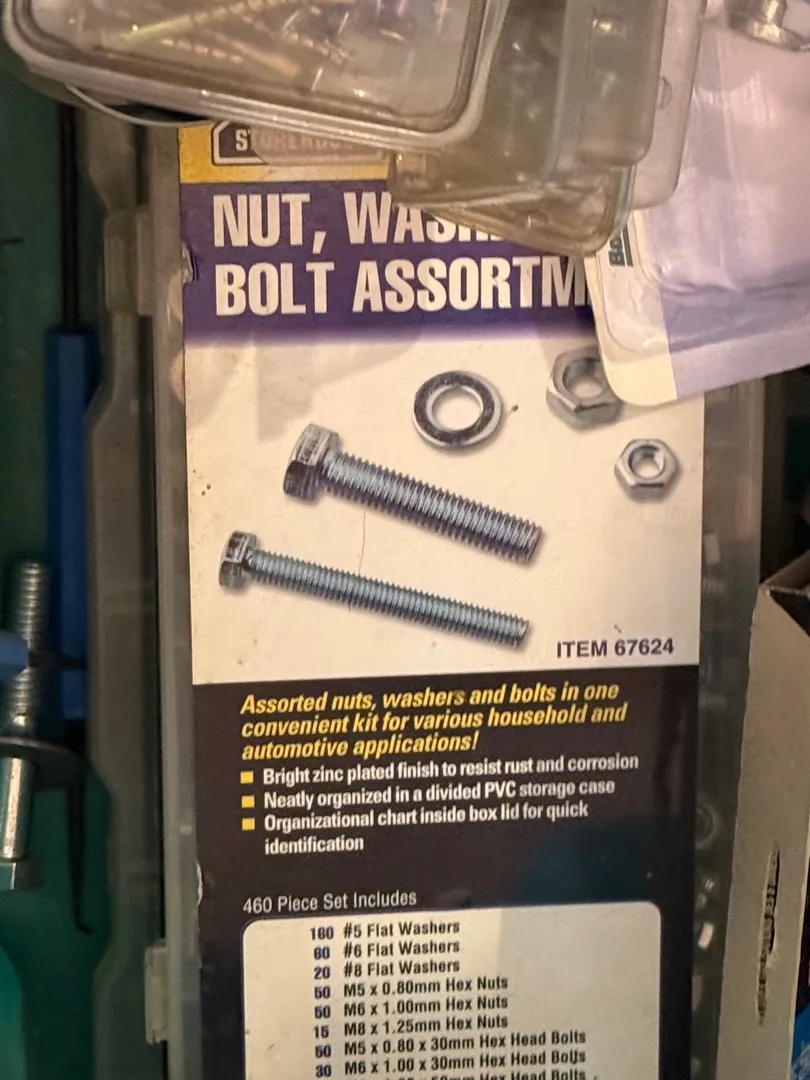 NUT,
BOLT ASSORTM
ITEM 67624
Assorted nuts, washers and bolts in one
convenient kit for various household and
automotive applications!
Bright zinc plated finish to resist rust and corrosion
Neatly organized in a divided PVC storage case
Organizational chart inside box lid for quick
identification
460 Piece Set Includes
160 #5 Flat Washers
60 #6 Flat Washers
20 #8 Flat Washers
50 M5 x 0.80mm Hex Nuts
50 M6 x 1.00mm Hex Nuts
15 M8 x 1.25mm Hex Nuts
50 M5 x 0.80 x 30mm Hex Head Bolts
30 M6 x 1.00 x 30mm Hex Head Bolts
Hex Head Bolts